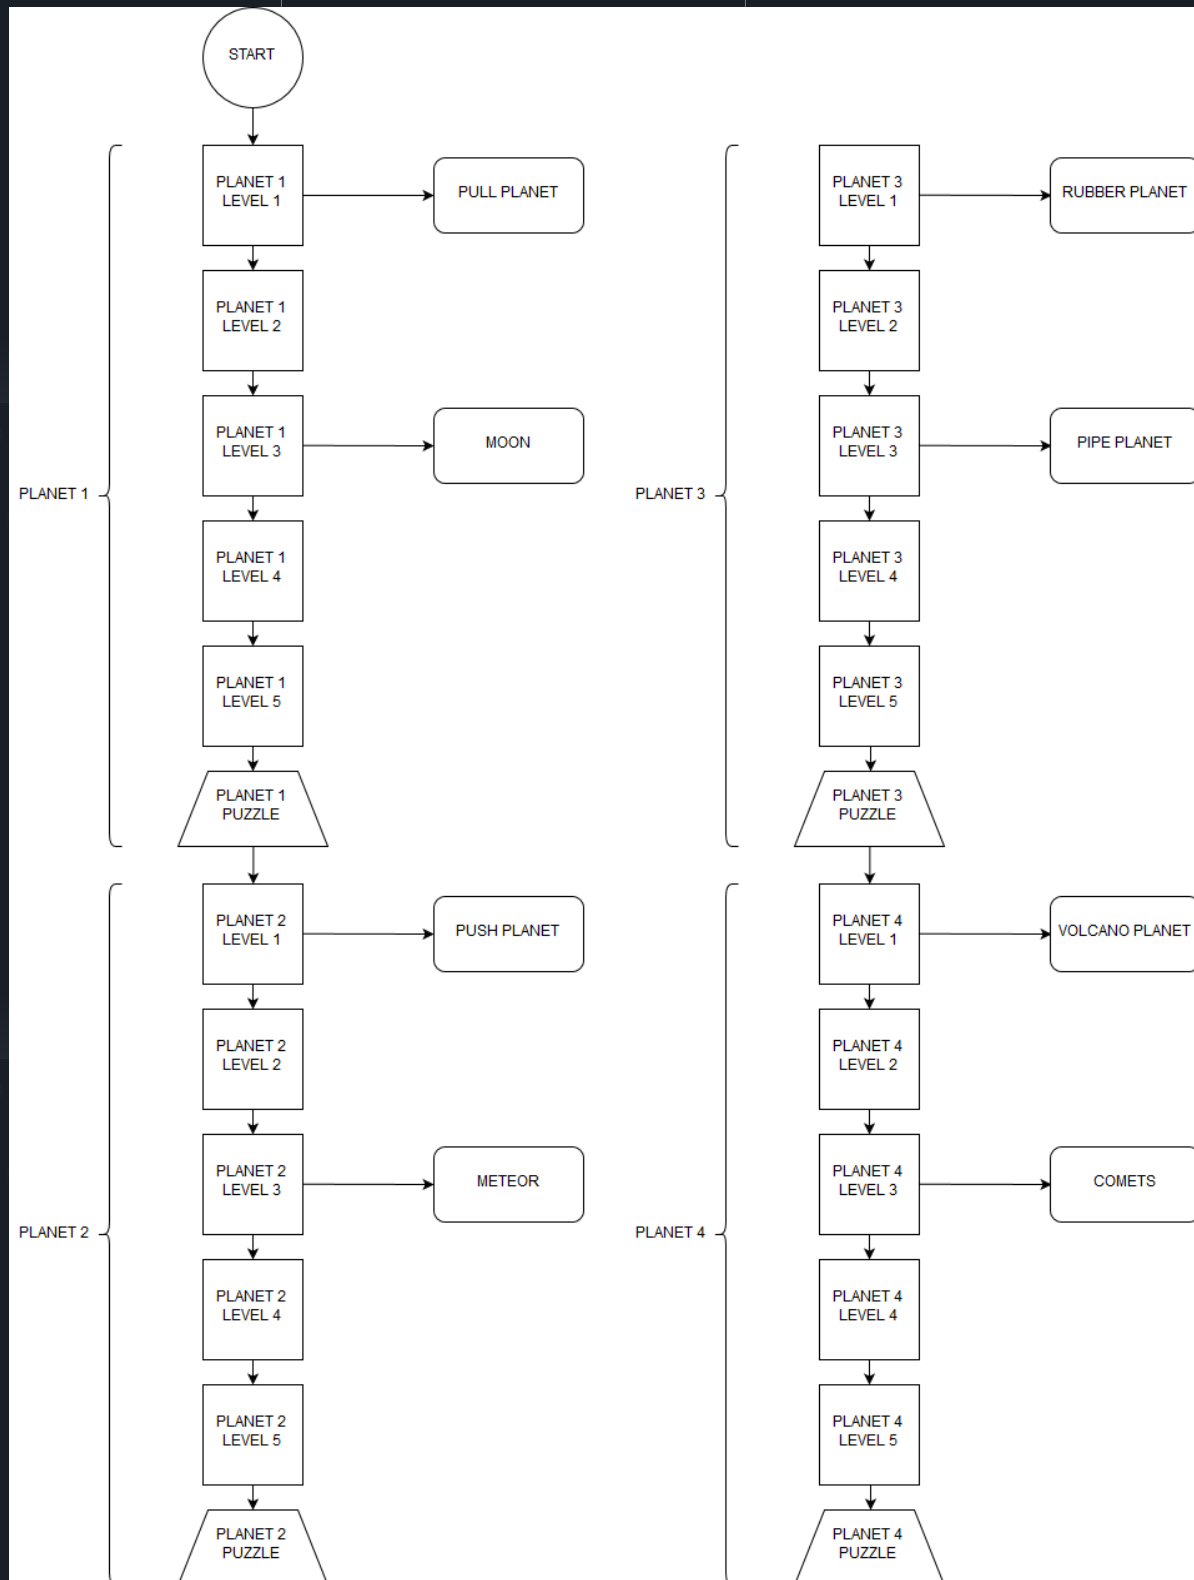 START
PLANET 1
PLANET 1
LEVEL 1
PULL PLANET
PLANET 1
LEVEL 2
PLANET 1
LEVEL 3
MOON
PLANET 1
LEVEL 4
PLANET 1
LEVEL 5
PLANET 1
PUZZLE
PLANET 2
PLANET 2
LEVEL 1
PUSH PLANET
PLANET 2
LEVEL 2
PLANET 2
LEVEL 3
METEOR
PLANET 2
LEVEL 4
PLANET 2
LEVEL 5
PLANET 2
PUZZLE
PLANET 3
PLANET 3
LEVEL 1
RUBBER PLANET
PLANET 3
LEVEL 2
PLANET 3
LEVEL 3
PIPE PLANET
PLANET 3
LEVEL 4
PLANET 3
LEVEL 5
PLANET 3
PUZZLE
PLANET 4
PLANET 4
LEVEL 1
VOLCANO PLANET
PLANET 4
LEVEL 2
PLANET 4
LEVEL 3
COMETS
PLANET 4
LEVEL 4
PLANET 4
LEVEL 5
PLANET 4
PUZZLE